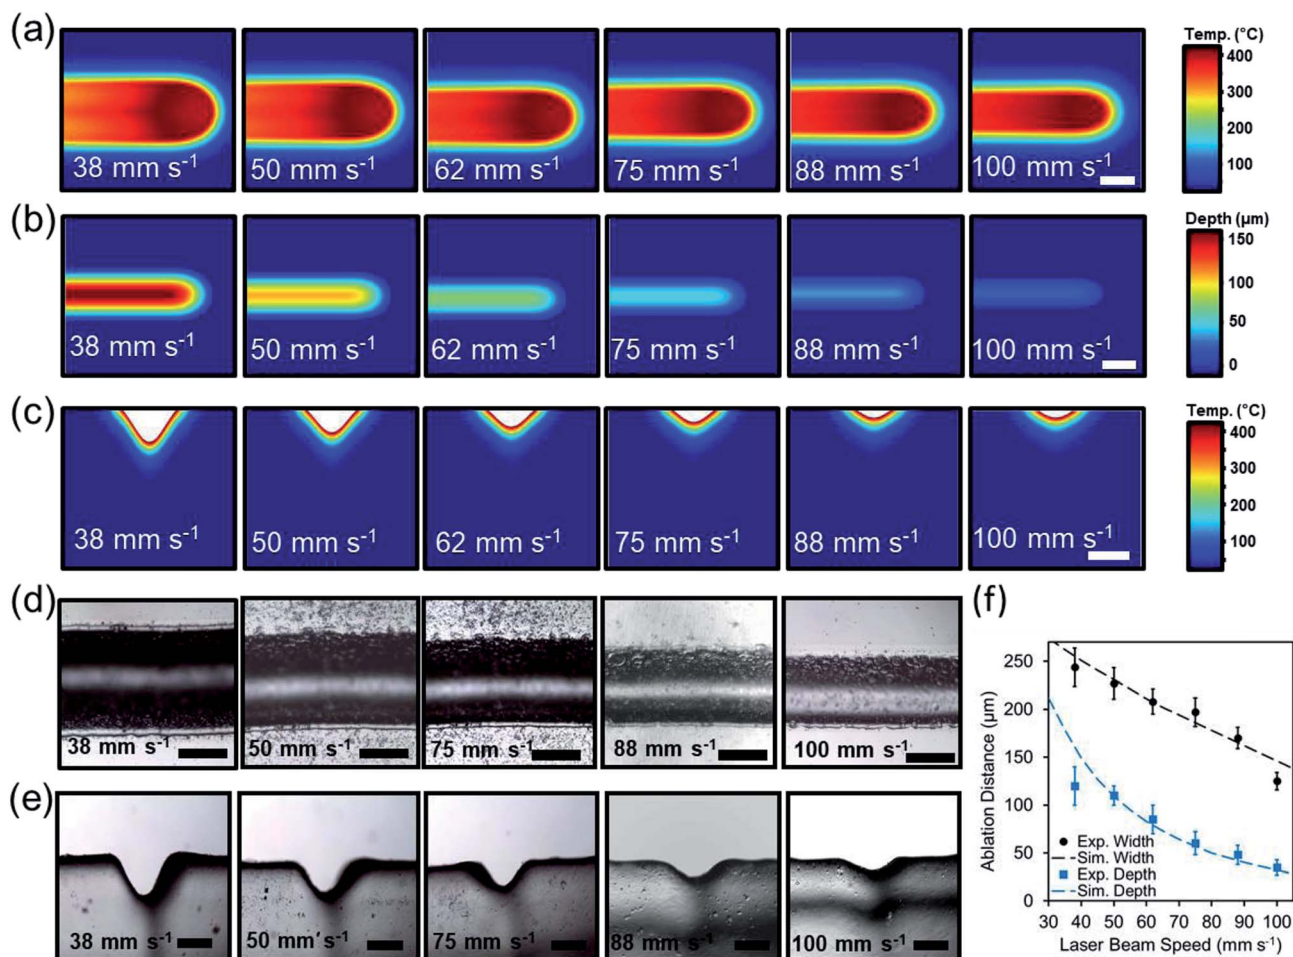 (a)
38 mm s-1
50 mm s-1
62 mm s-1
75 mm s-1
88 mm s-1
100 mm s-1
Temp. (°C)
400
300
200
100
(b)
38 mm s-1
50 mm s-1
62 mm s-1
75 mm s-1
88 mm s-1
100 mm s-1
Depth (µm)
150
100
50
0
(c)
38 mm s-1
50 mm s-1
62 mm s-1
75 mm s-1
88 mm s-1
100 mm s-1
Temp. (°C)
400
300
200
100
(d)
38 mm s-1
50 mm s-1
75 mm s-1
88 mm s-1
100 mm s-1
(e)
38 mm s-1
50 mm s-1
75 mm s-1
88 mm s-1
100 mm s-1
(f)
Ablation Distance (µm)
250
200
150
100
50
0
Exp. Width
Sim. Width
Exp. Depth
Sim. Depth
30 40 50 60 70 80 90 100
Laser Beam Speed (mm s-1)